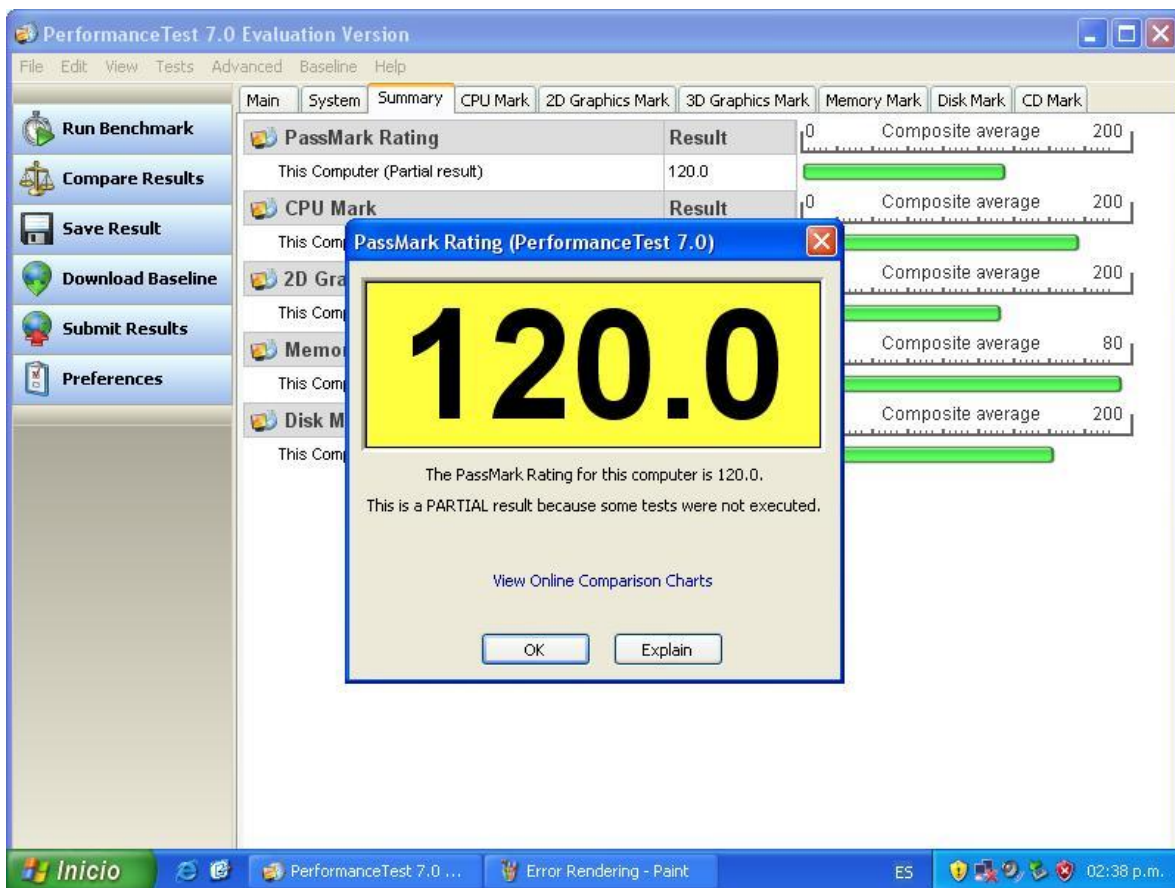 PerformanceTest 7.0 Evaluation Version
File Edit View Tests Advanced Baseline Help
Main System Summary CPU Mark 2D Graphics Mark 3D Graphics Mark Memory Mark Disk Mark CD Mark
Run Benchmark
Compare Results
Save Result
Download Baseline
Submit Results
Preferences
PassMark Rating Result 0 Composite average 200
This Computer (Partial result) 120.0
CPU Mark Result 0 Composite average 200
This Comp
2D Gra Composite average 200
This Comp
Memo Composite average 80
This Comp
Disk M Composite average 200
This Comp
PassMark Rating (PerformanceTest 7.0)
120.0
The PassMark Rating for this computer is 120.0.
This is a PARTIAL result because some tests were not executed.
View Online Comparison Charts
OK Explain
Inicio PerformanceTest 7.0 ... Error Rendering - Paint ES 02:38 p.m.